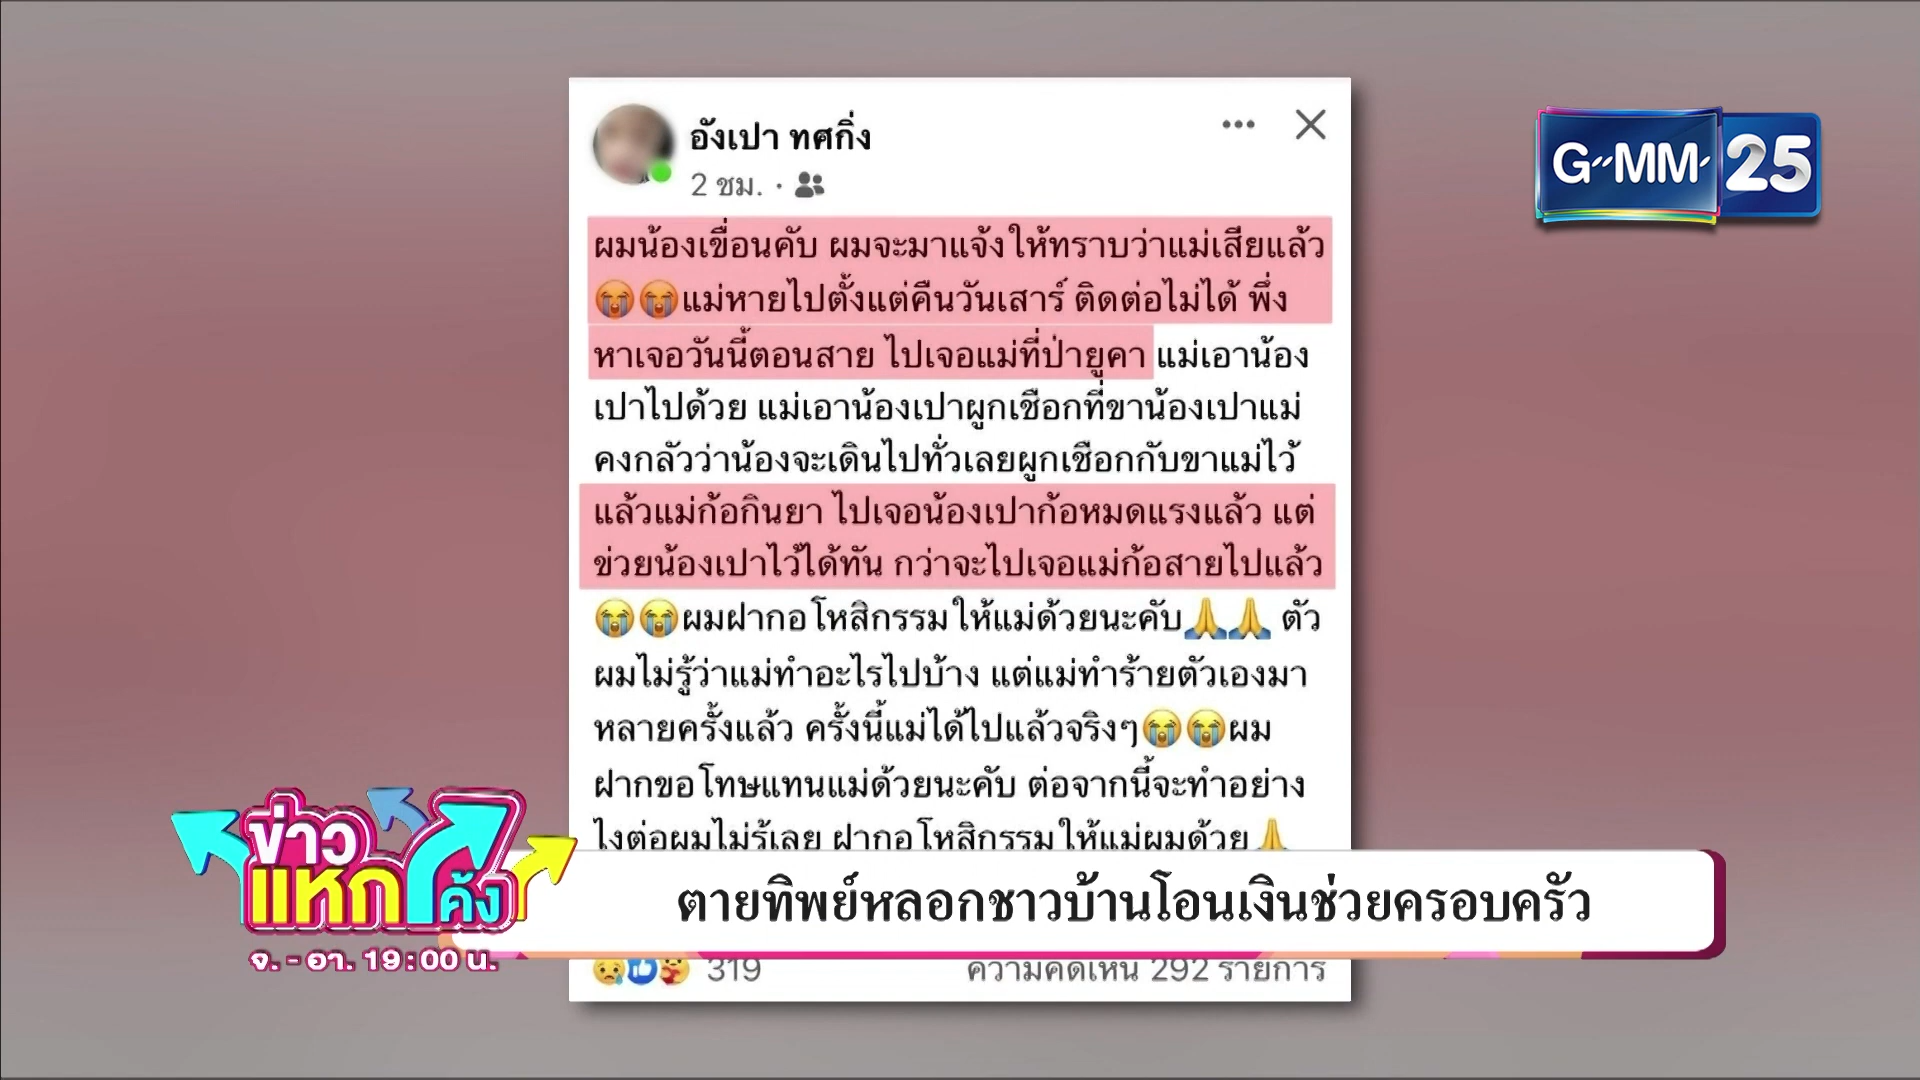 อังเปา ทศกิ่ง
2 ชม.
G-MM 25
ผมน้องเขื่อนคับ ผมจะมาแจ้งให้ทราบว่าแม่เสียแล้ว
😭😭แม่หายไปตั้งแต่คืนวันเสาร์ ติดต่อไม่ได้ พึ่ง
หาเจอวันนี้ตอนสาย ไปเจอแม่ที่ป่ายูคา แม่เอาน้อง
เปาไปด้วย แม่เอาน้องเปาผูกเชือกที่ขาน้องเปาแม่
คงกลัวว่าน้องจะเดินไปทั่วเลยผูกเชือกกับขาแม่ไว้
แล้วแม่ก้อกินยา ไปเจอน้องเปาก้อหมดแรงแล้ว แต่
ข่วยน้องเปาไว้ได้ทัน กว่าจะไปเจอแม่ก้อสายไปแล้ว
😭😭ผมฝากอโหสิกรรมให้แม่ด้วยนะคับ🙏🙏 ตัว
ผมไม่รู้ว่าแม่ทำอะไรไปบ้าง แต่แม่ทำร้ายตัวเองมา
หลายครั้งแล้ว ครั้งนี้แม่ได้ไปแล้วจริงๆ😭😭ผม
ฝากขอโทษแทนแม่ด้วยนะคับ ต่อจากนี้จะทำอย่าง
ไงต่อผมไม่รู้เลย ฝากอโหสิกรรมให้แม่ผมด้วย🙏
ข่าว
แหกโค้ง
จ. - อา. 19:00 น.
ตายทิพย์หลอกชาวบ้านโอนเงินช่วยครอบครัว
319
ความคิดเห็น 292 รายการ